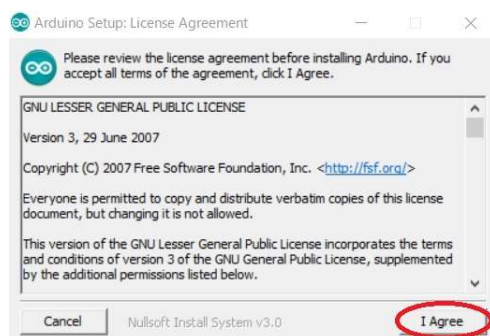 Arduino Setup: License Agreement
Please review the license agreement before installing Arduino. If you
accept all terms of the agreement, click I Agree.
GNU LESSER GENERAL PUBLIC LICENSE
Version 3, 29 June 2007
Copyright (C) 2007 Free Software Foundation, Inc. <http://fsf.org/>
Everyone is permitted to copy and distribute verbatim copies of this license
document, but changing it is not allowed.
This version of the GNU Lesser General Public License incorporates the terms
and conditions of version 3 of the GNU General Public License, supplemented
by the additional permissions listed below.
Cancel
Nullsoft Install System v3.0
I Agree